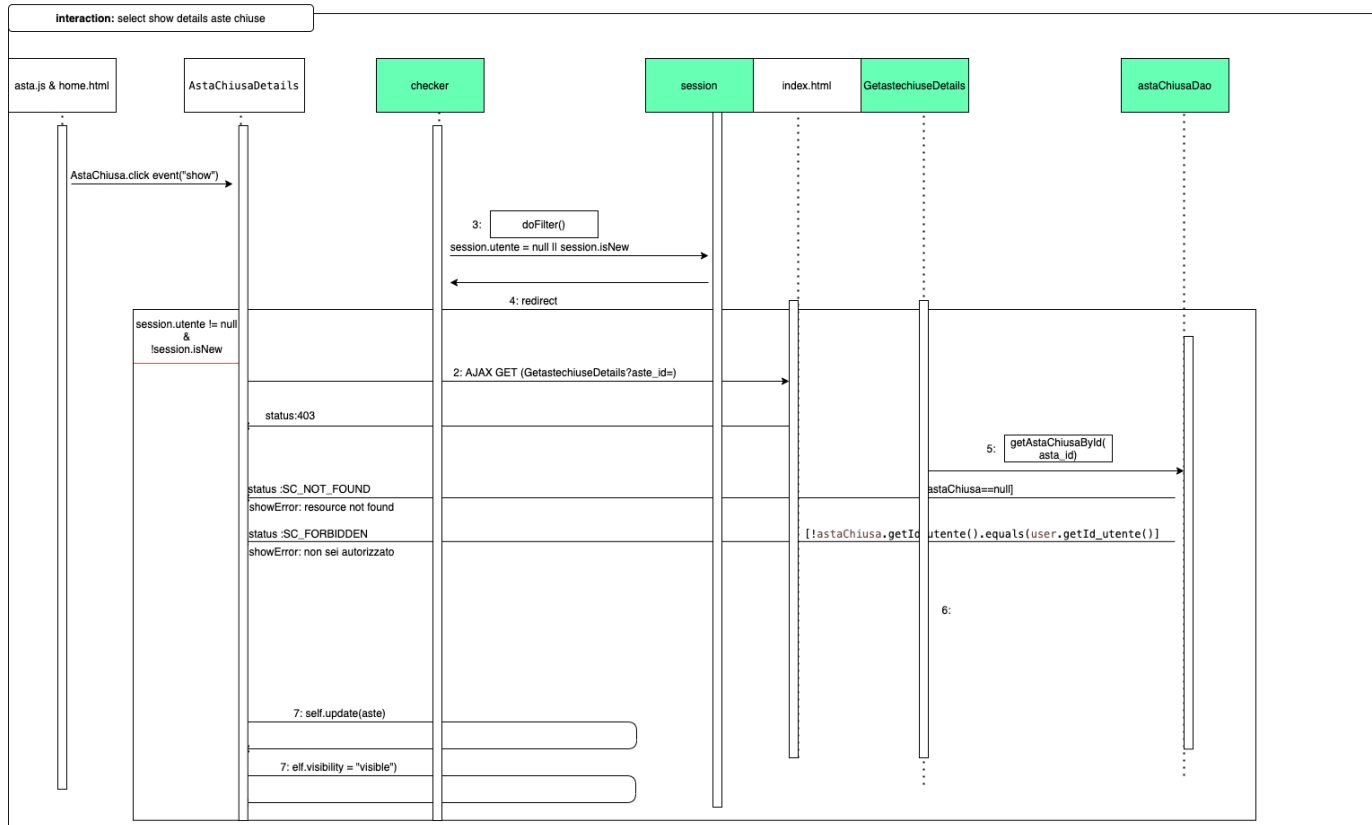 interaction: select show details aste chiuse
asta.js & home.html
AstaChiusaDetails
checker
session
index.html
GetastechiuseDetails
astaChiusaDao
AstaChiusa.click event("show")
3:
doFilter()
session.utente = null II session.isNew
4: redirect
session.utente != null
&
!session.isNew
2: AJAX GET (GetastechiuseDetails?aste_id=)
status:403
5:
getAstaChiusaById(
asta_id)
status :SC_NOT_FOUND
astaChiusa==null]
showError: resource not found
status :SC_FORBIDDEN
[!astaChiusa.getId_utente().equals(user.getId_utente()]
showError: non sei autorizzato
6:
7: self.update(aste)
7: elf.visibility = "visible")